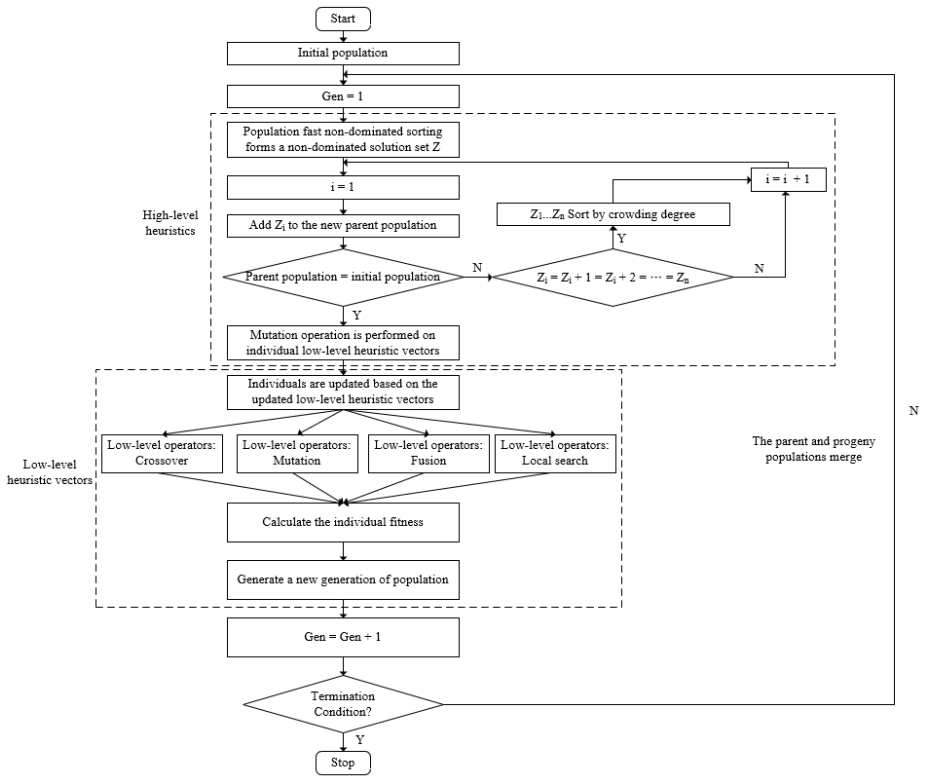 Start
Initial population
Gen = 1
Population fast non-dominated sorting
forms a non-dominated solution set Z
i = 1
i = i + 1
High-level
heuristics
Add Zi to the new parent population
Z1...Zn Sort by crowding degree
Y
Parent population = initial population
N
Zi = Zi + 1 = Zi + 2 = ··· = Zn
N
Y
Mutation operation is performed on
individual low-level heuristic vectors
Individuals are updated based on the
updated low-level heuristic vectors
Low-level operators:
Crossover
Low-level operators:
Mutation
Low-level operators:
Fusion
Low-level operators:
Local search
Low-level
heuristic vectors
The parent and progeny
populations merge
N
Calculate the individual fitness
Generate a new generation of population
Gen = Gen + 1
Termination
Condition?
Y
Stop